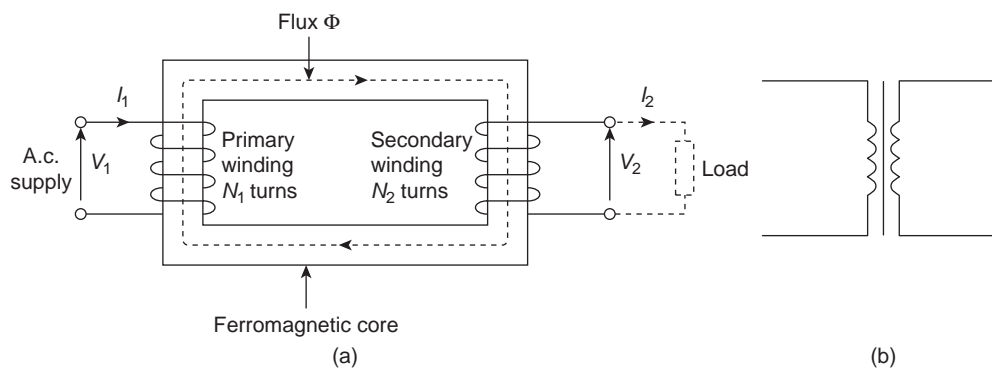 Flux Φ
I1
I2
A.c.
supply
V1
Primary
winding
N1 turns
Secondary
winding
N2 turns
V2
Load
Ferromagnetic core
(a)
(b)